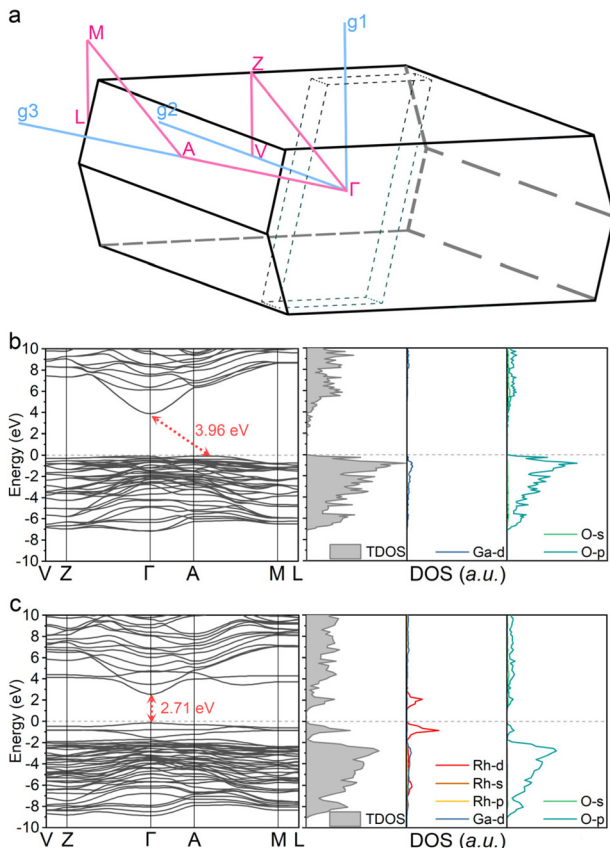 a
M
g1
Z
g3
L
g2
A
V
Γ
b
10
8
6
4
2
0
-2
-4
-6
-8
-10
Energy (eV)
3.96 eV
V Z Γ A M L
TDOS
Ga-d
O-s
O-p
DOS (a.u.)
c
10
8
6
4
2
0
-2
-4
-6
-8
-10
Energy (eV)
2.71 eV
V Z Γ A M L
TDOS
Rh-d
Rh-s
Rh-p
Ga-d
O-s
O-p
DOS (a.u.)